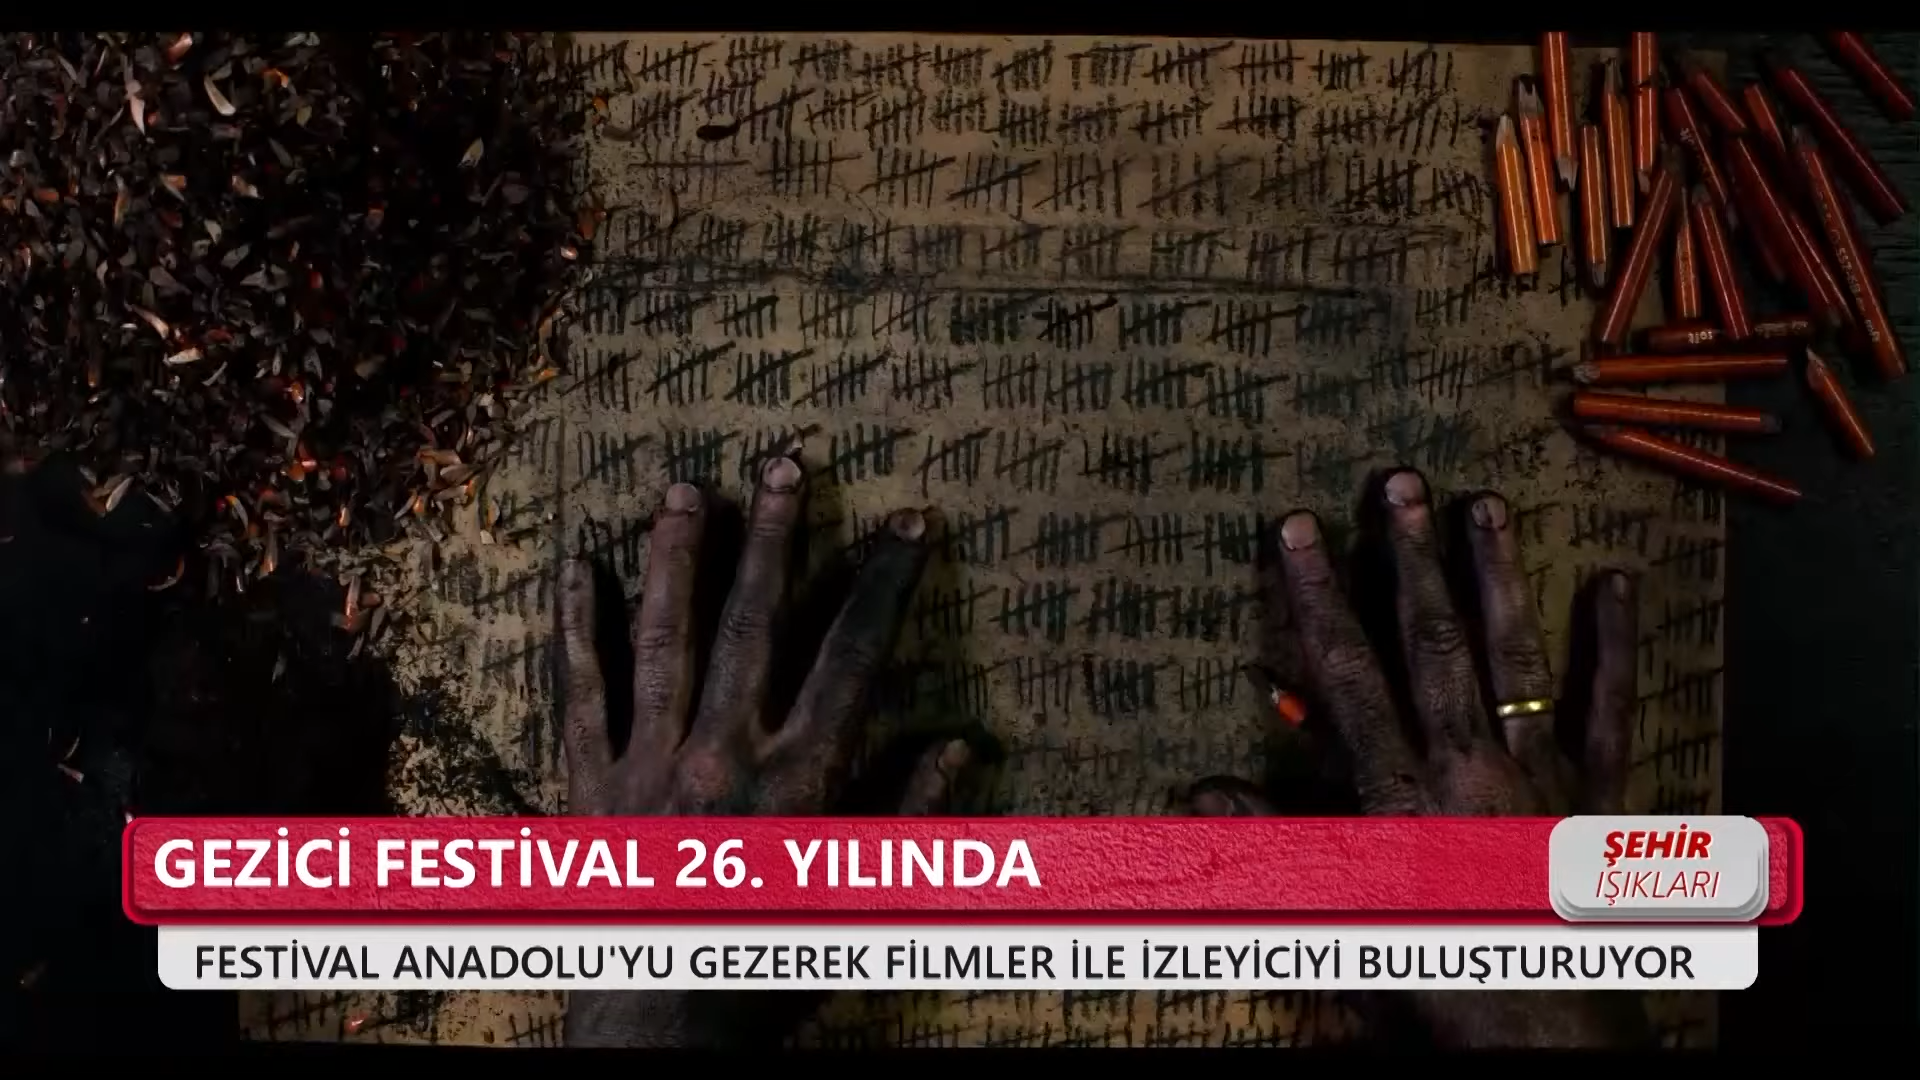 GEZİCİ FESTİVAL 26. YILINDA
ŞEHİR
IŞIKLARI
FESTİVAL ANADOLU'YU GEZEREK FİLMLER İLE İZLEYİCİYİ BULUŞTURUYOR